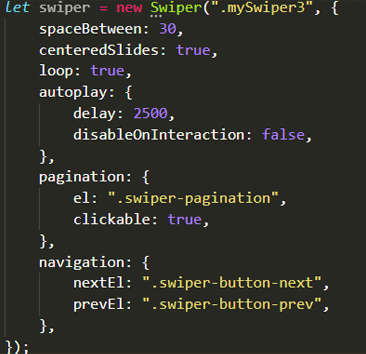 let swiper = new Swiper(".mySwiper3", {
    spaceBetween: 30,
    centeredSlides: true,
    loop: true,
    autoplay: {
        delay: 2500,
        disableOnInteraction: false,
    },
    pagination: {
        el: ".swiper-pagination",
        clickable: true,
    },
    navigation: {
        nextEl: ".swiper-button-next",
        prevEl: ".swiper-button-prev",
    },
});